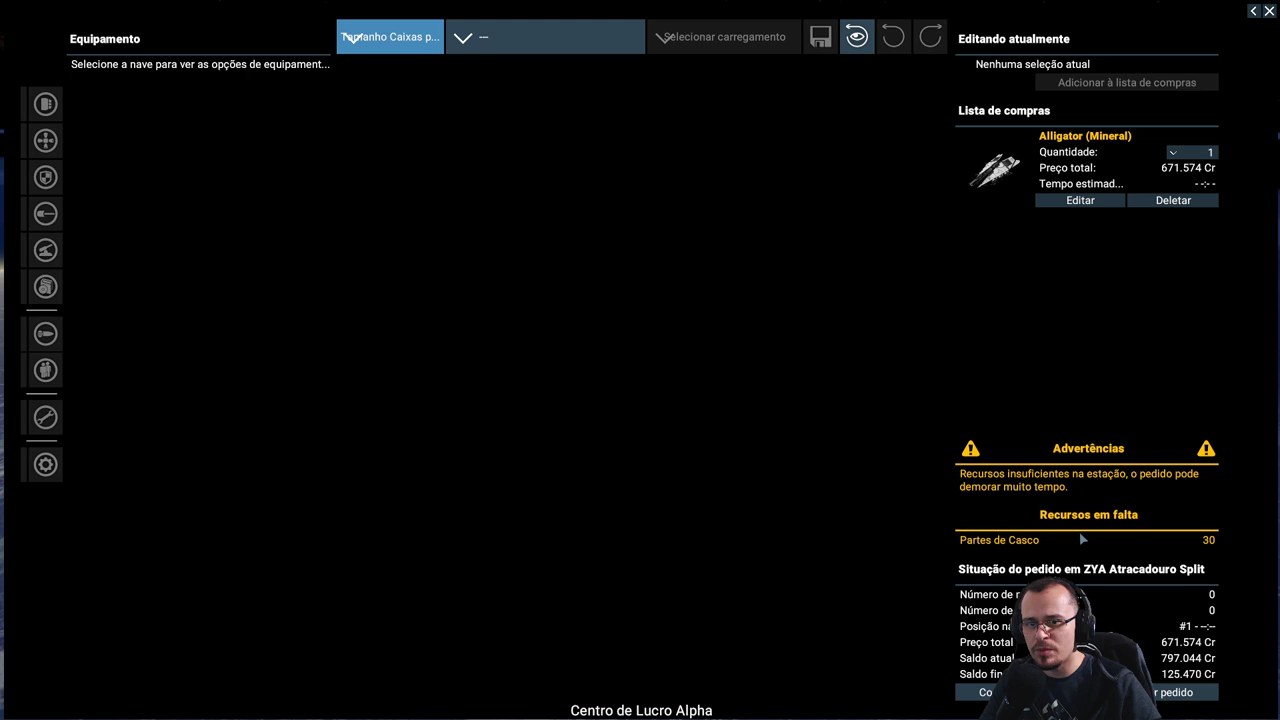 Equipamento
Selecione a nave para ver as opções de equipament...
Tamanho Caixas p...
---
Selecionar carregamento
Editando atualmente
Nenhuma seleção atual
Adicionar à lista de compras
Lista de compras
Alligator (Mineral)
Quantidade: 1
Preço total: 671.574 Cr
Tempo estimad... --:--
Editar Deletar
Advertências
Recursos insuficientes na estação, o pedido pode
demorar muito tempo.
Recursos em falta
Partes de Casco 30
Situação do pedido em ZYA Atracadouro Split
Número de 0
Número de 0
Posição #1 - --:--
Preço total 671.574 Cr
Saldo 797.044 Cr
Saldo 125.470 Cr
pedido
Centro de Lucro Alpha